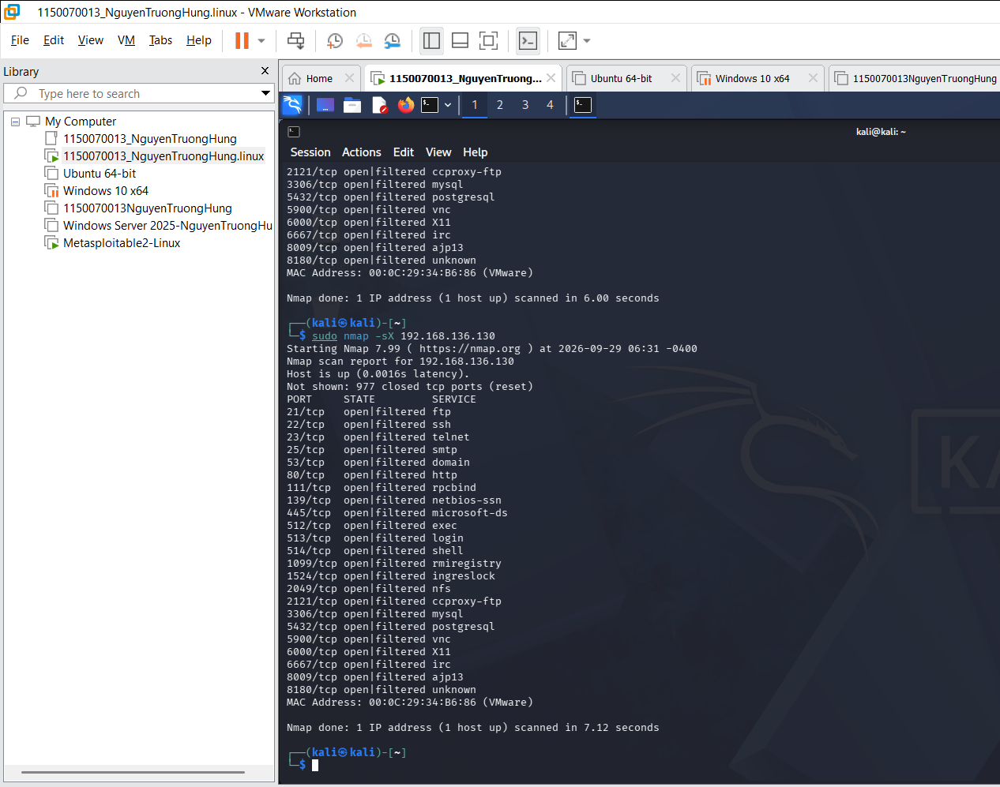 1150070013_NguyenTruongHung.linux - VMware Workstation
File Edit View VM Tabs Help
Library
Type here to search
My Computer
1150070013_NguyenTruongHung
1150070013_NguyenTruongHung.linux
Ubuntu 64-bit
Windows 10 x64
1150070013NguyenTruongHung
Windows Server 2025-NguyenTruongHu
Metasploitable2-Linux
Home
1150070013_NguyenTruong...
Ubuntu 64-bit
Windows 10 x64
1150070013NguyenTruongHung
1 2 3 4
kali@kali: ~
Session Actions Edit View Help
2121/tcp open|filtered ccproxy-ftp
3306/tcp open|filtered mysql
5432/tcp open|filtered postgresql
5900/tcp open|filtered vnc
6000/tcp open|filtered X11
6667/tcp open|filtered irc
8009/tcp open|filtered ajp13
8180/tcp open|filtered unknown
MAC Address: 00:0C:29:34:B6:86 (VMware)
Nmap done: 1 IP address (1 host up) scanned in 6.00 seconds
┌──(kali㉿kali)-[~]
└─$ sudo nmap -sX 192.168.136.130
Starting Nmap 7.99 ( https://nmap.org ) at 2026-09-29 06:31 -0400
Nmap scan report for 192.168.136.130
Host is up (0.0016s latency).
Not shown: 977 closed tcp ports (reset)
PORT     STATE         SERVICE
21/tcp   open|filtered ftp
22/tcp   open|filtered ssh
23/tcp   open|filtered telnet
25/tcp   open|filtered smtp
53/tcp   open|filtered domain
80/tcp   open|filtered http
111/tcp  open|filtered rpcbind
139/tcp  open|filtered netbios-ssn
445/tcp  open|filtered microsoft-ds
512/tcp  open|filtered exec
513/tcp  open|filtered login
514/tcp  open|filtered shell
1099/tcp open|filtered rmiregistry
1524/tcp open|filtered ingreslock
2049/tcp open|filtered nfs
2121/tcp open|filtered ccproxy-ftp
3306/tcp open|filtered mysql
5432/tcp open|filtered postgresql
5900/tcp open|filtered vnc
6000/tcp open|filtered X11
6667/tcp open|filtered irc
8009/tcp open|filtered ajp13
8180/tcp open|filtered unknown
MAC Address: 00:0C:29:34:B6:86 (VMware)
Nmap done: 1 IP address (1 host up) scanned in 7.12 seconds
┌──(kali㉿kali)-[~]
└─$